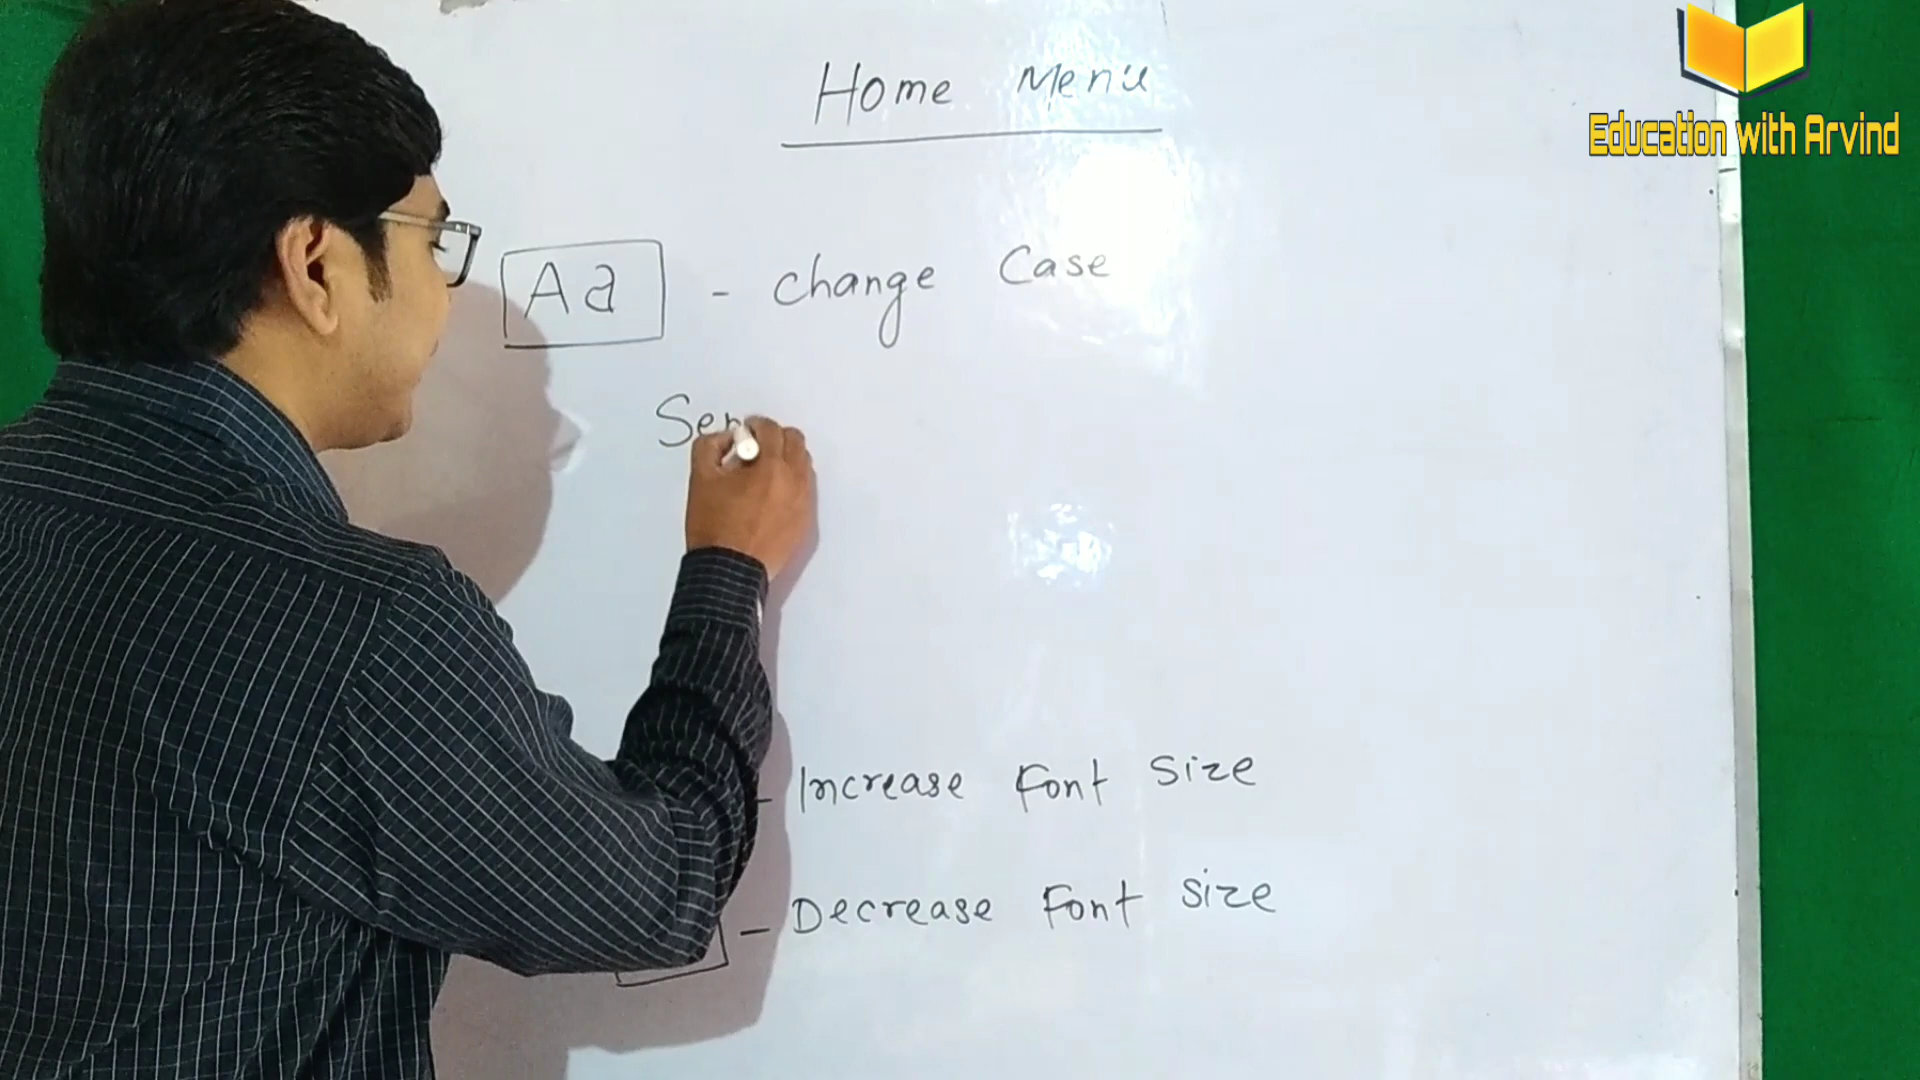 Home Menu
Education with Arvind
Aa - change Case
Sen
- Increase Font Size
- Decrease Font Size